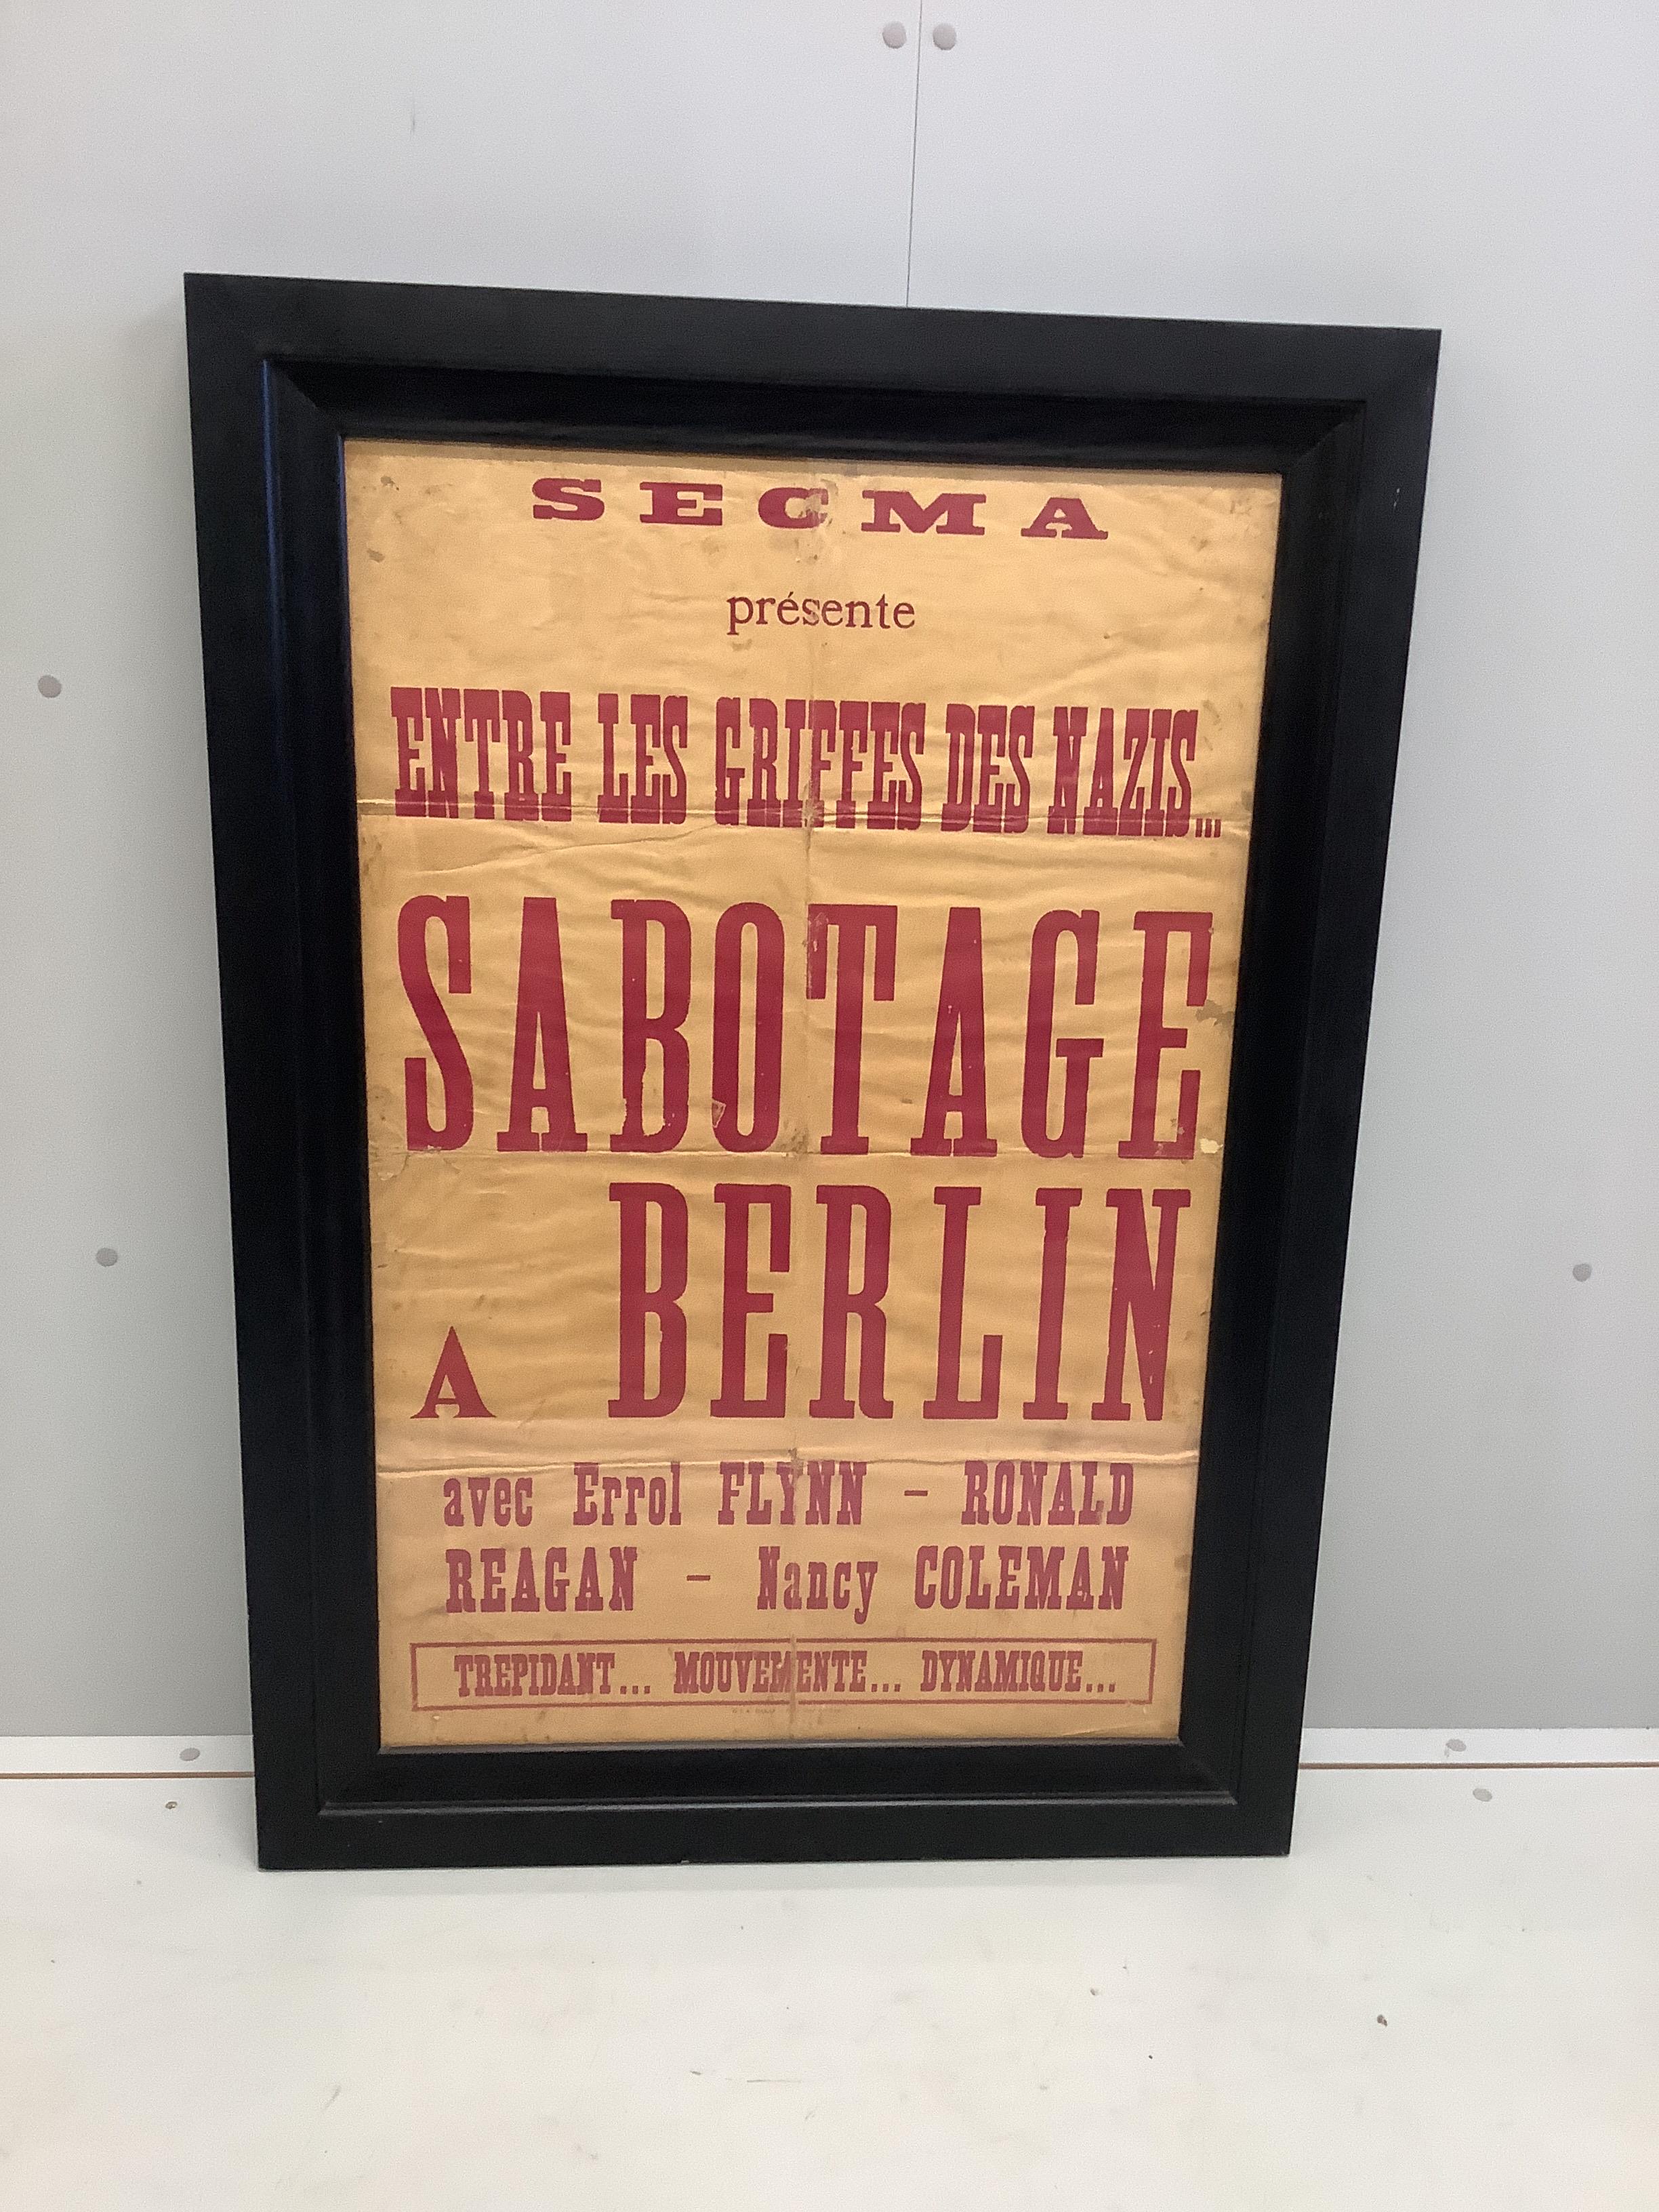 SECMA
présente
ENTRE LES GRIFFES DES NAZIS...
SABOTAGE
A BERLIN
avec Errol FLYNN - RONALD
REAGAN - Nancy COLEMAN
TREPIDANT... MOUVEMENTE... DYNAMIQUE...